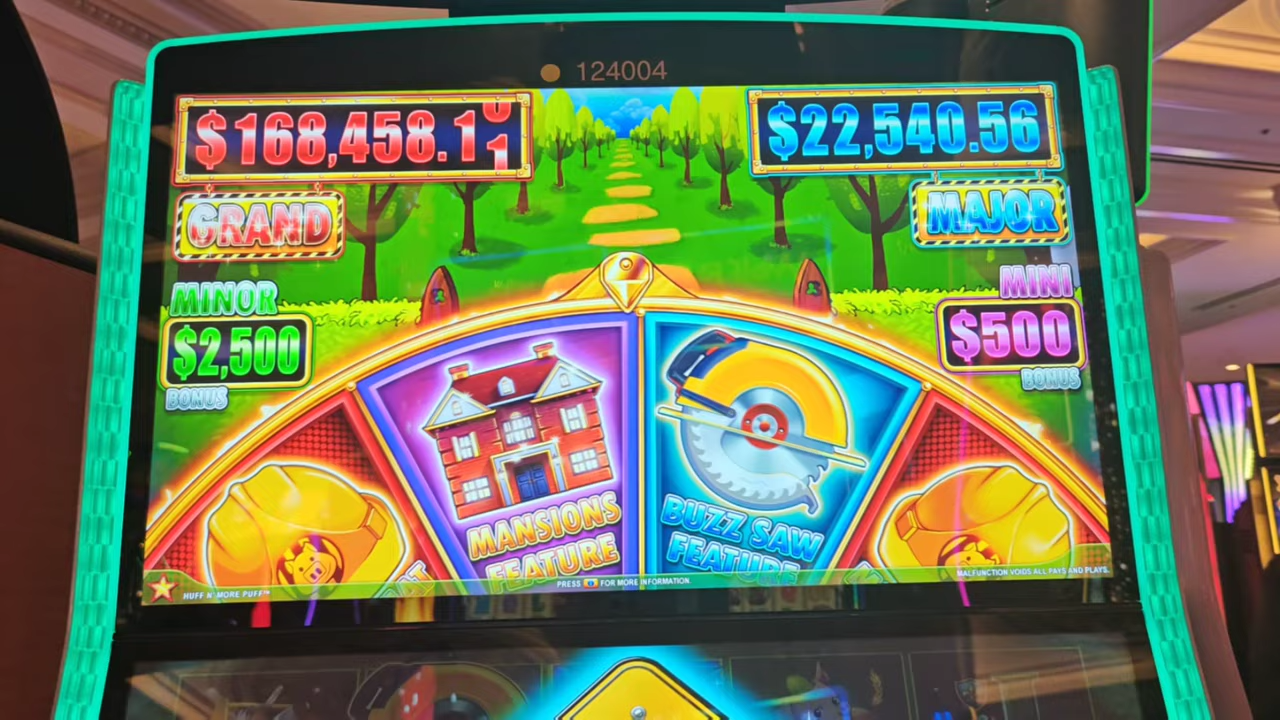 124004
$168,458.1
$22,540.56
GRAND
MAJOR
MINOR
$2,500
BONUS
MINI
$500
BONUS
MANSIONS
FEATURE
BUZZ SAW
FEATURE
HUFF N' MORE PUFF™
PRESS FOR MORE INFORMATION.
MALFUNCTION VOIDS ALL PAYS AND PLAYS.